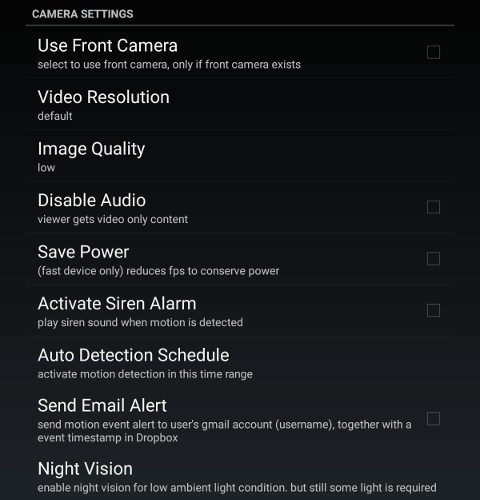 CAMERA SETTINGS
Use Front Camera
select to use front camera, only if front camera exists
Video Resolution
default
Image Quality
low
Disable Audio
viewer gets video only content
Save Power
(fast device only) reduces fps to conserve power
Activate Siren Alarm
play siren sound when motion is detected
Auto Detection Schedule
activate motion detection in this time range
Send Email Alert
send motion event alert to user's gmail account (username), together with a
event timestamp in Dropbox
Night Vision
enable night vision for low ambient light condition. but still some light is required